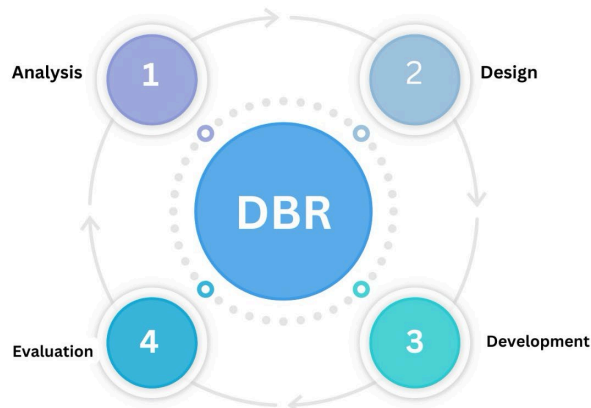 Analysis
1
2
Design
DBR
Evaluation
4
3
Development